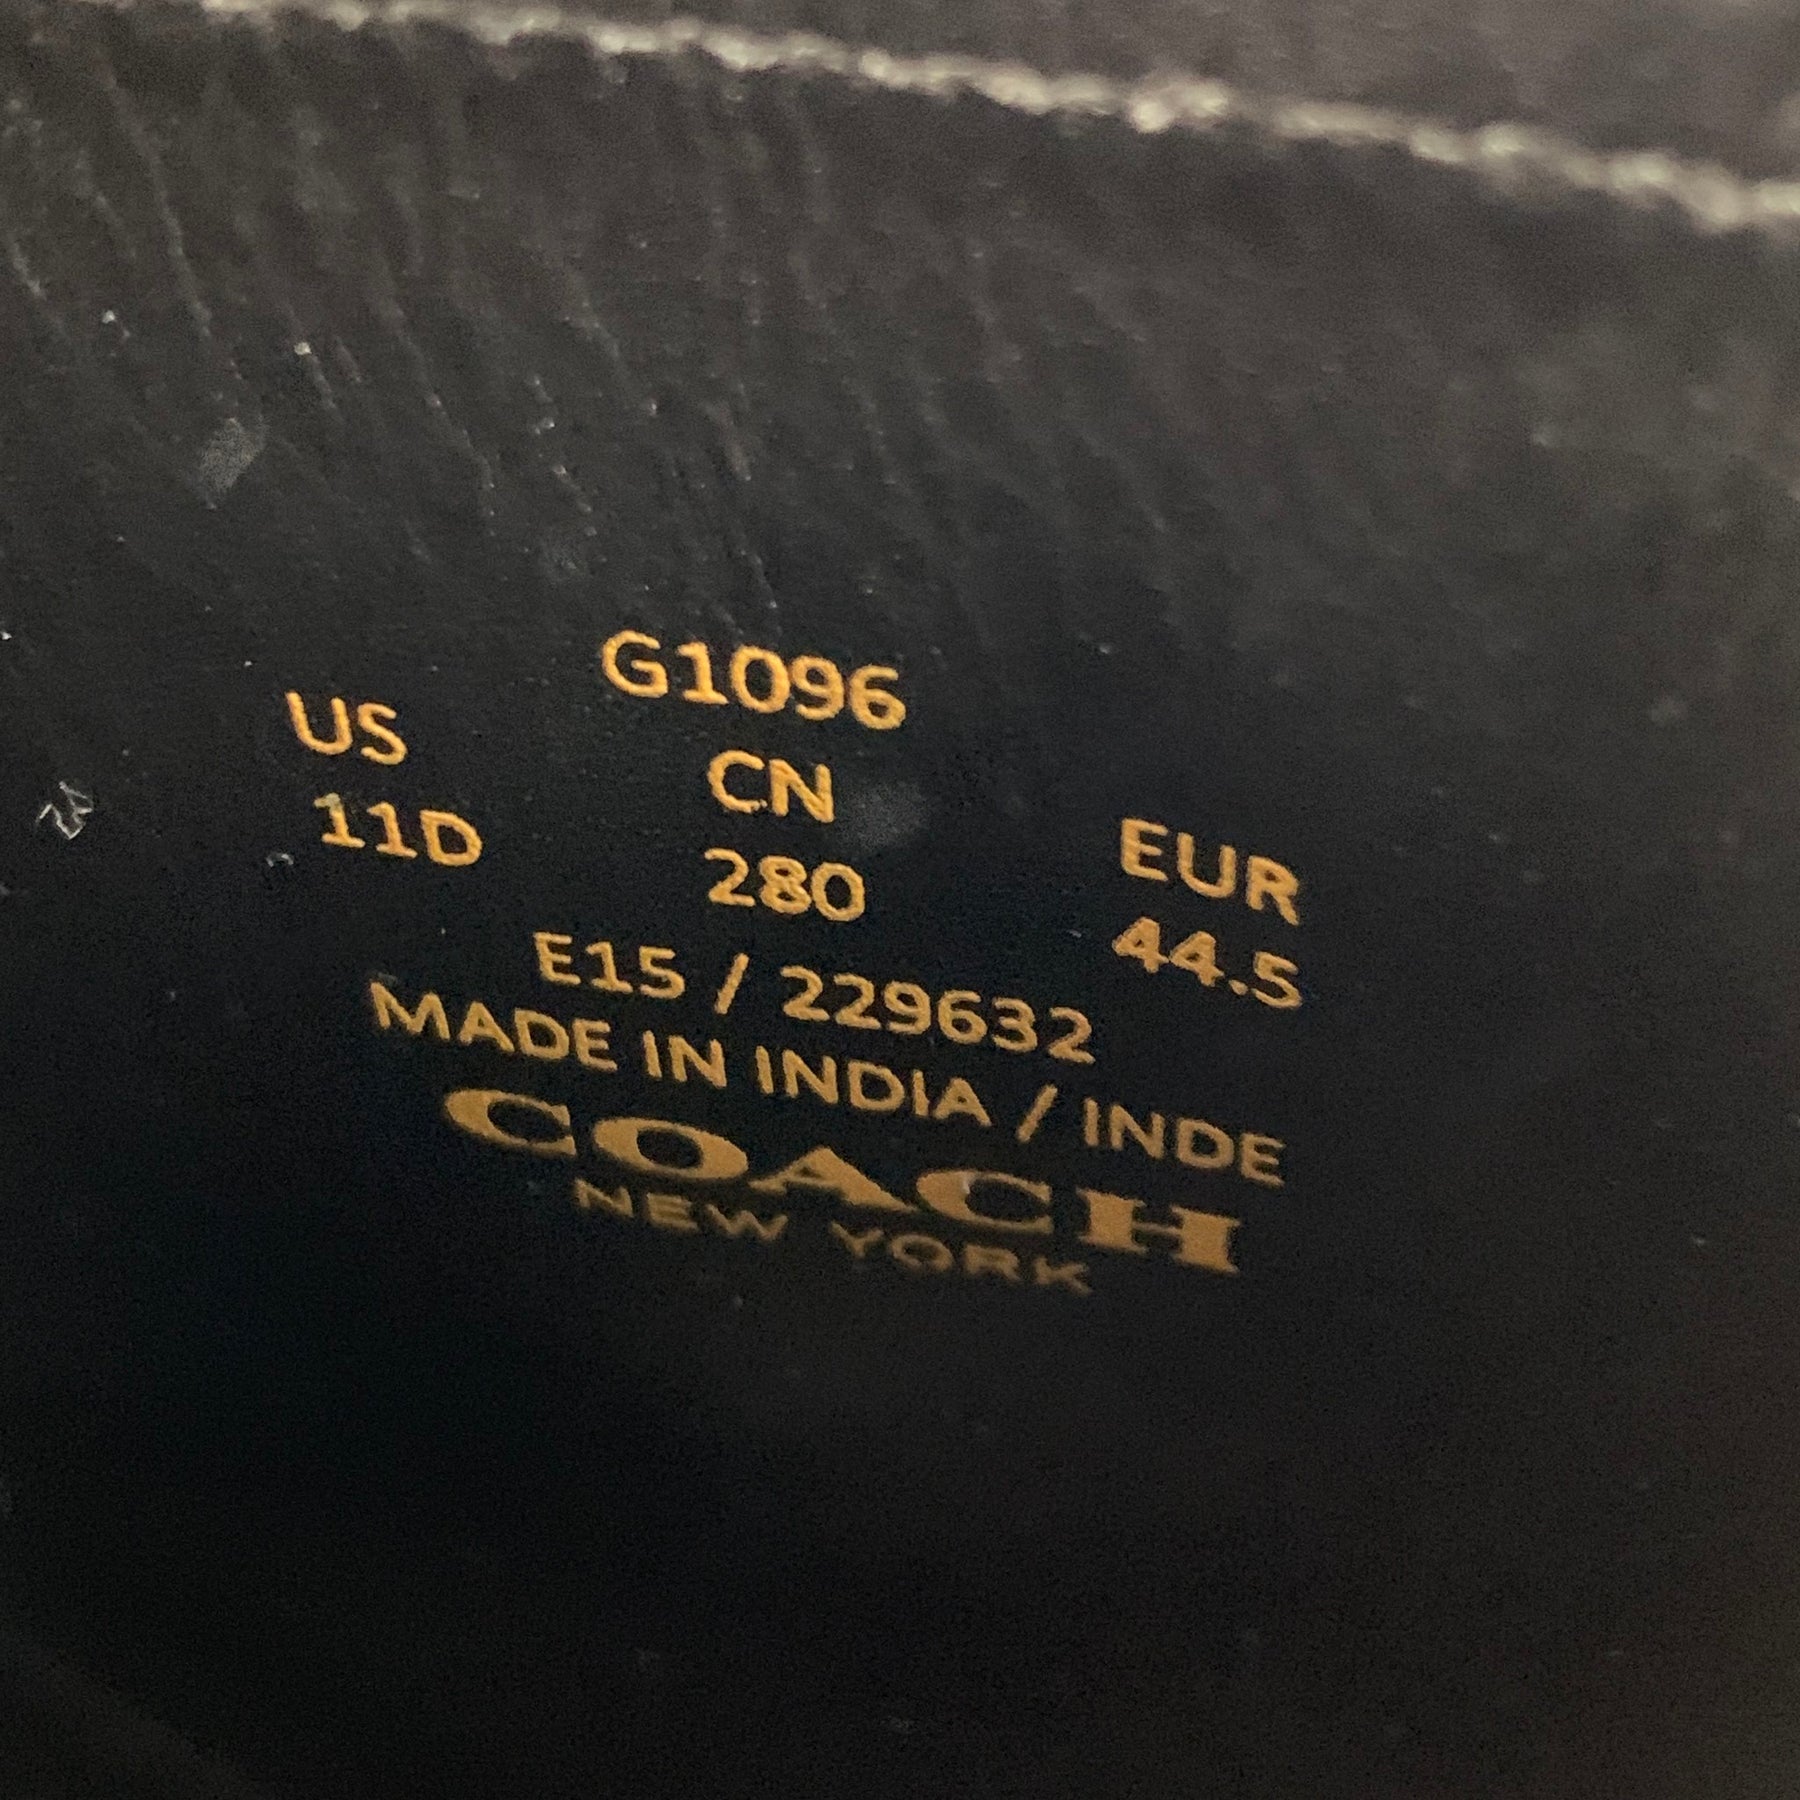 G1096
US CN EUR
11D 280 44.5
E15 / 229632
MADE IN INDIA / INDE
COACH
NEW YORK